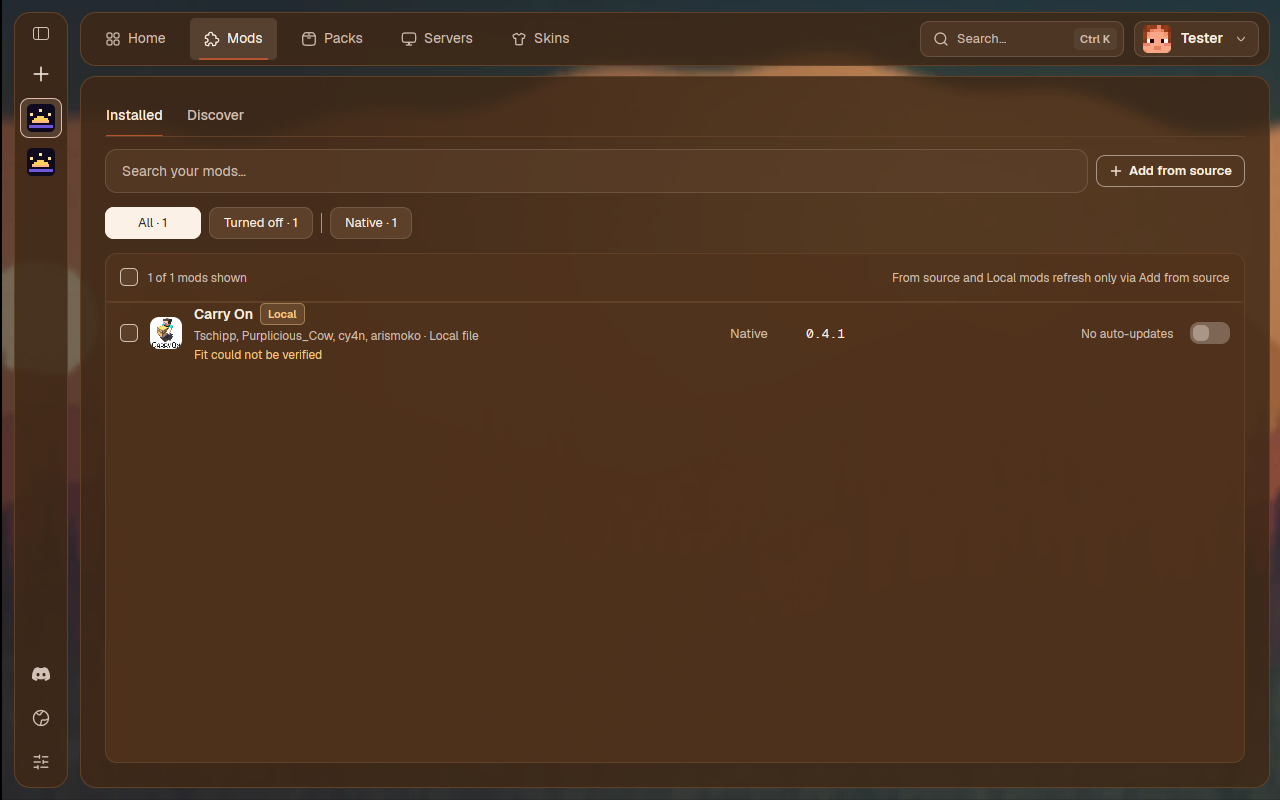 Home
Mods
Packs
Servers
Skins
Search...
Ctrl K
Tester
Installed
Discover
Search your mods...
Add from source
All · 1
Turned off · 1
Native · 1
1 of 1 mods shown
From source and Local mods refresh only via Add from source
Carry On
Local
Tschipp, Purplicious_Cow, cy4n, arismoko · Local file
Fit could not be verified
Native
0.4.1
No auto-updates
CarryOn